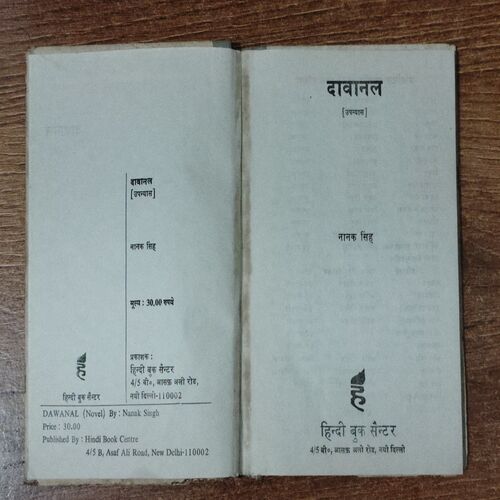 दावानल
[उपन्यास]
नानक सिंह
मूल्य : 30.00 रुपये
प्रकाशक :
हिन्दी बुक सैन्टर
4/5 बी०, आसफ़ अली रोड,
नयी दिल्ली-110002
हिन्दी बुक सैन्टर
DAWANAL (Novel) By : Nanak Singh
Price : 30.00
Published By : Hindi Book Centre
4/5 B, Asaf Ali Road, New Delhi-110002
दावानल
[उपन्यास]
नानक सिंह
हिन्दी बुक सैन्टर
4/5 बी०, आसफ़ अली रोड, नयी दिल्ली